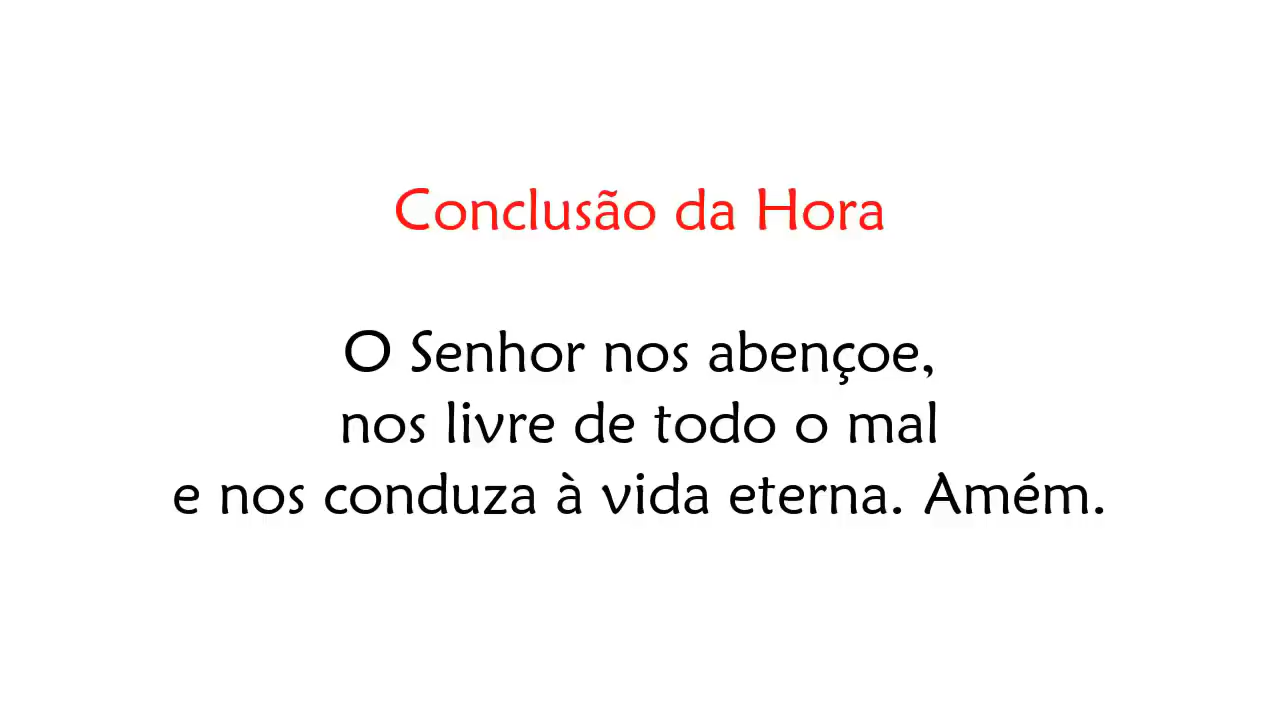 Conclusão da Hora
O Senhor nos abençoe,
nos livre de todo o mal
e nos conduza à vida eterna. Amém.